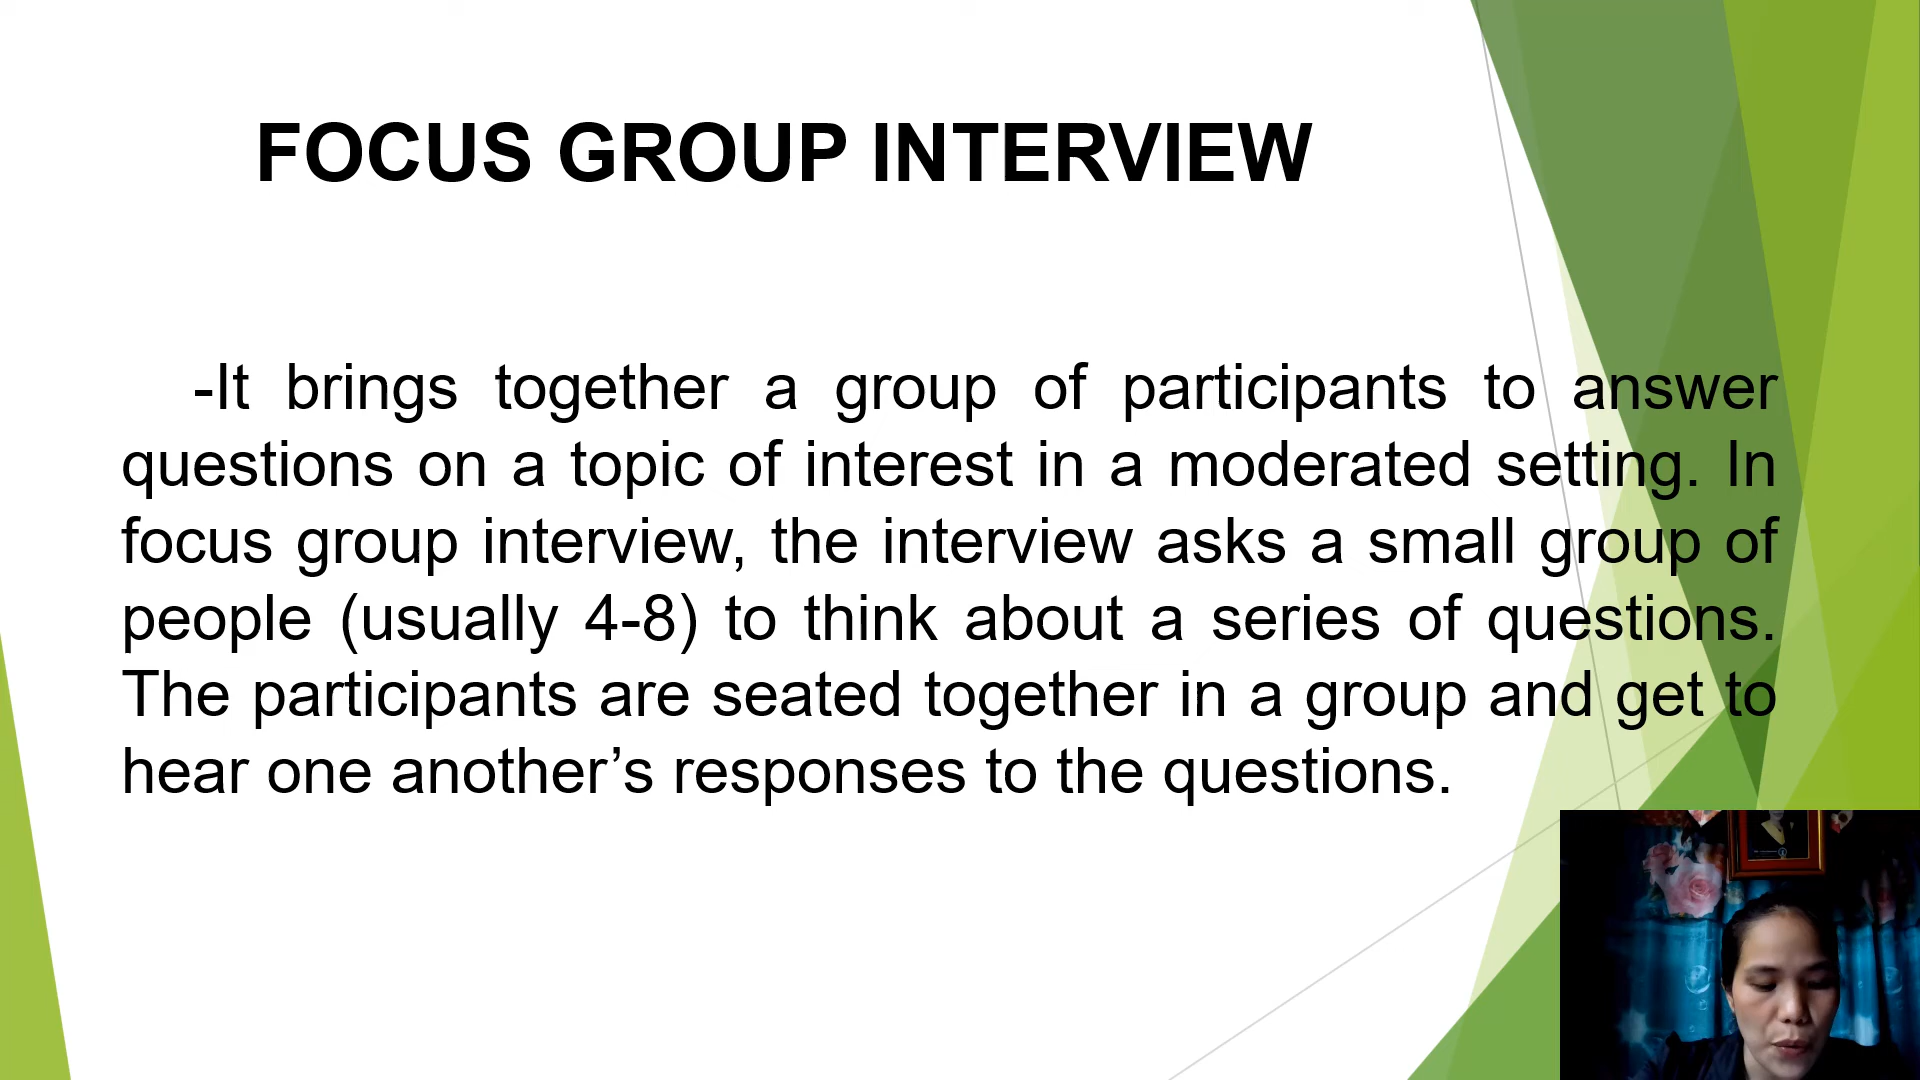 FOCUS GROUP INTERVIEW
-It brings together a group of participants to answer
questions on a topic of interest in a moderated setting. In
focus group interview, the interview asks a small group of
people (usually 4-8) to think about a series of questions.
The participants are seated together in a group and get to
hear one another’s responses to the questions.